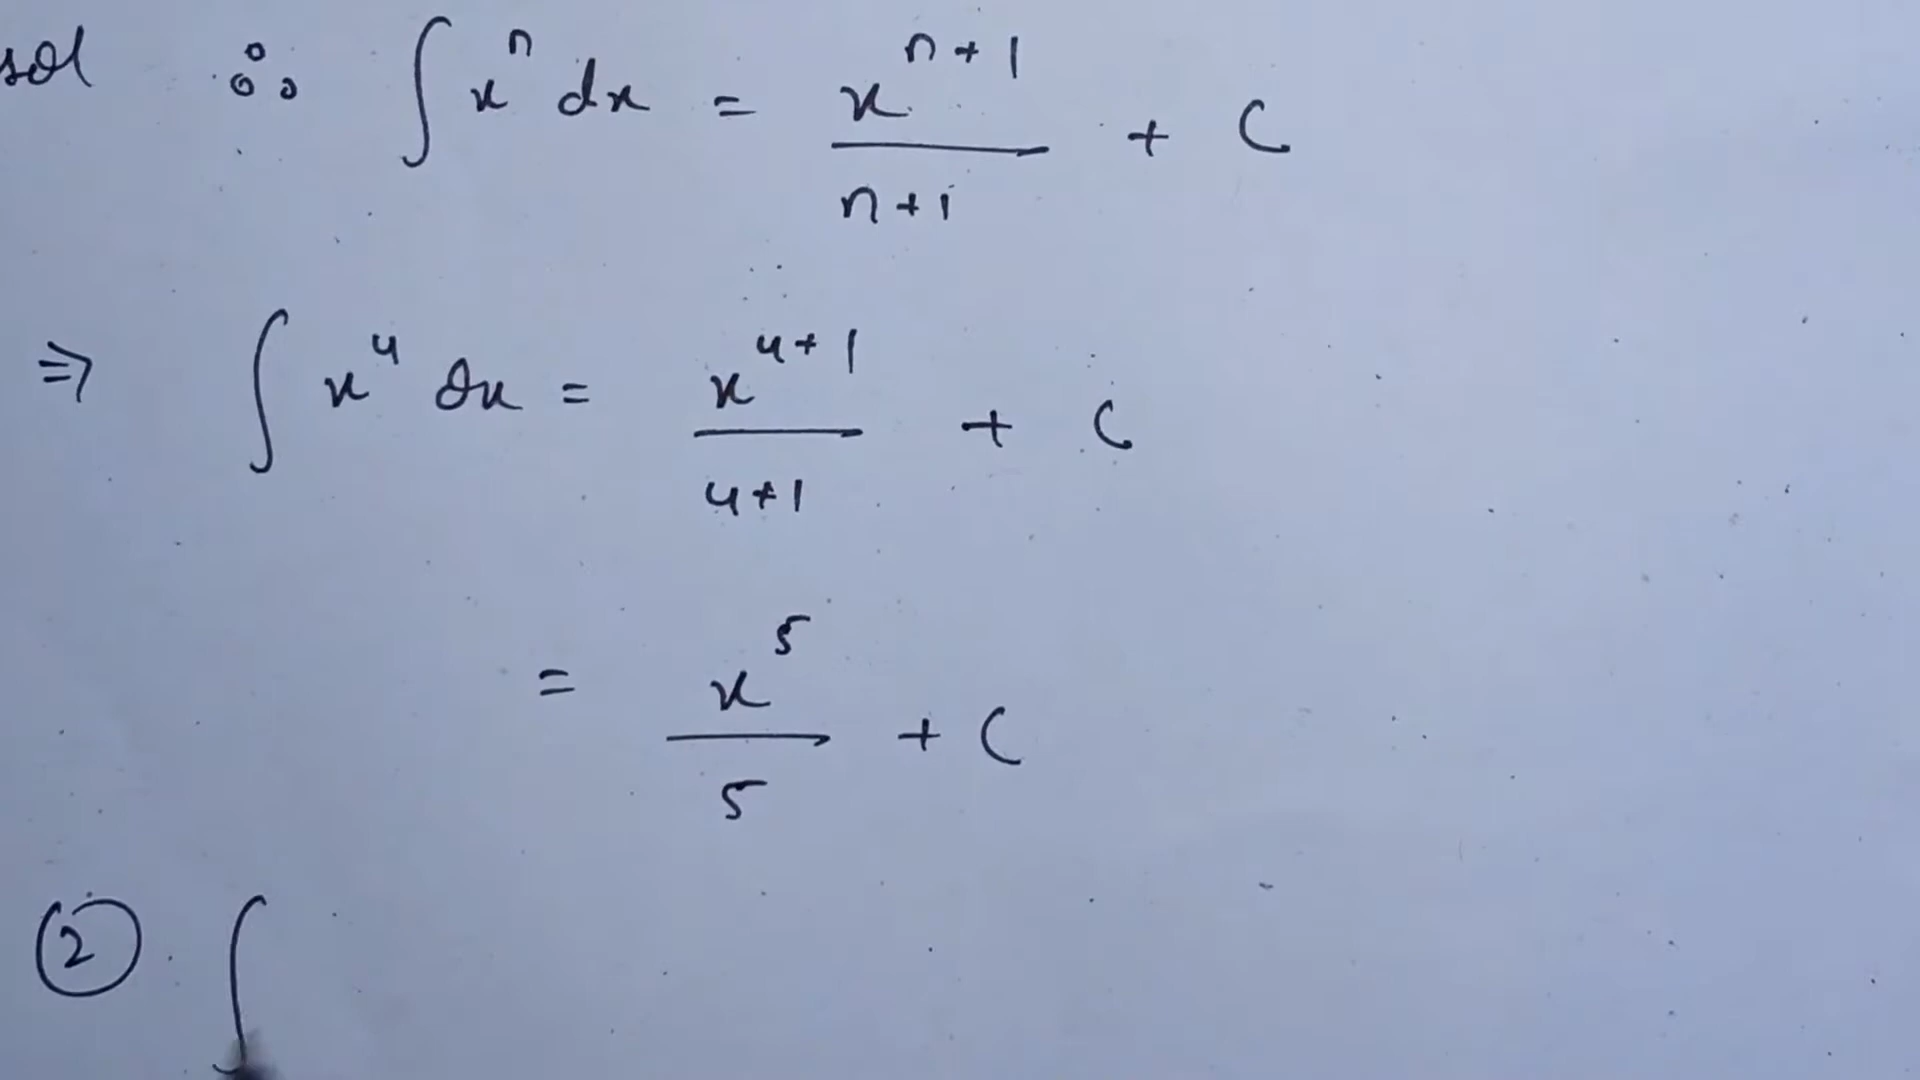 sol ∵ ∫ xⁿ dx = xⁿ⁺¹/n+1 + C
⇒ ∫ x⁴ dx = x⁴⁺¹/4+1 + C
= x⁵/5 + C
② ∫